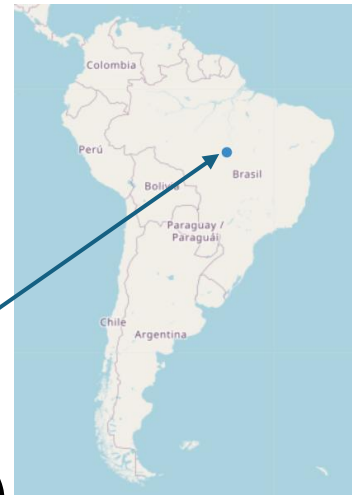 Colombia
Perú
Brasil
Bolivia
Paraguay /
Paraguái
Chile
Argentina
)